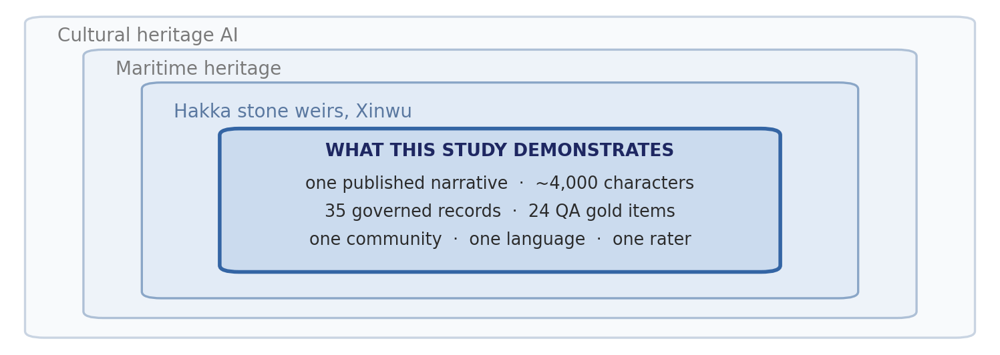 Cultural heritage AI
Maritime heritage
Hakka stone weirs, Xinwu
WHAT THIS STUDY DEMONSTRATES
one published narrative · ~4,000 characters
35 governed records · 24 QA gold items
one community · one language · one rater